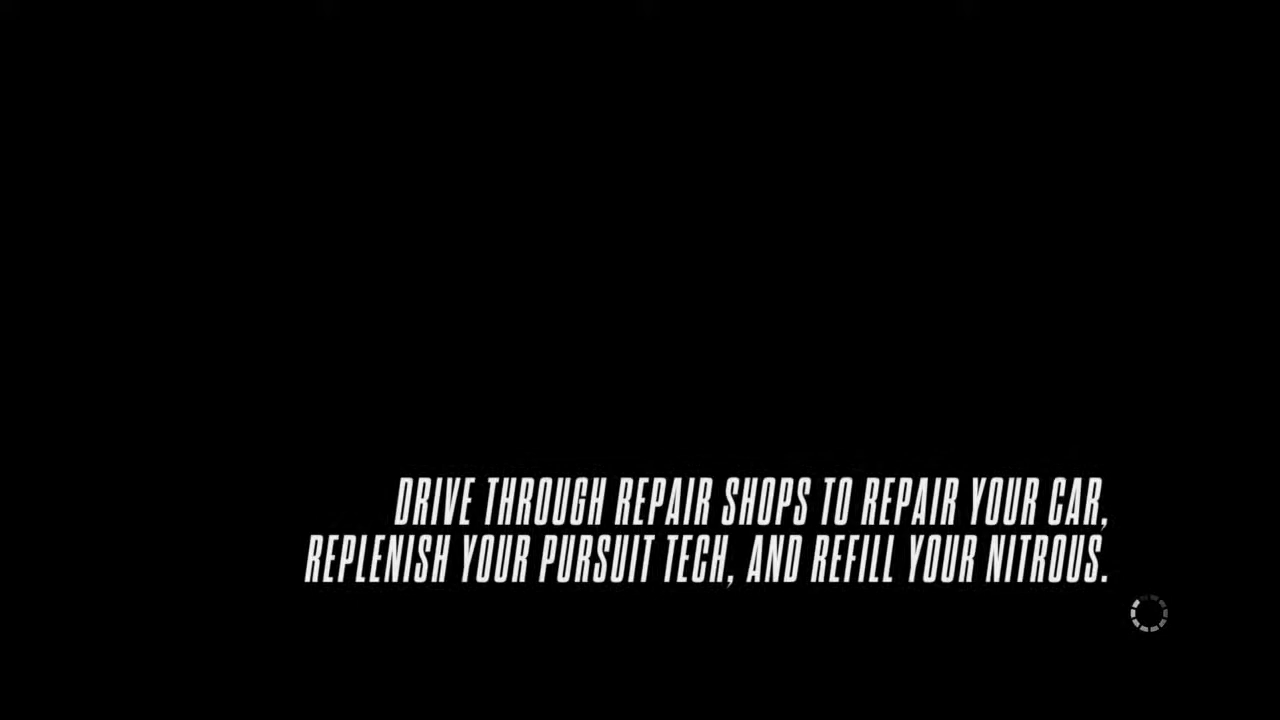 DRIVE THROUGH REPAIR SHOPS TO REPAIR YOUR CAR,
REPLENISH YOUR PURSUIT TECH, AND REFILL YOUR NITROUS.